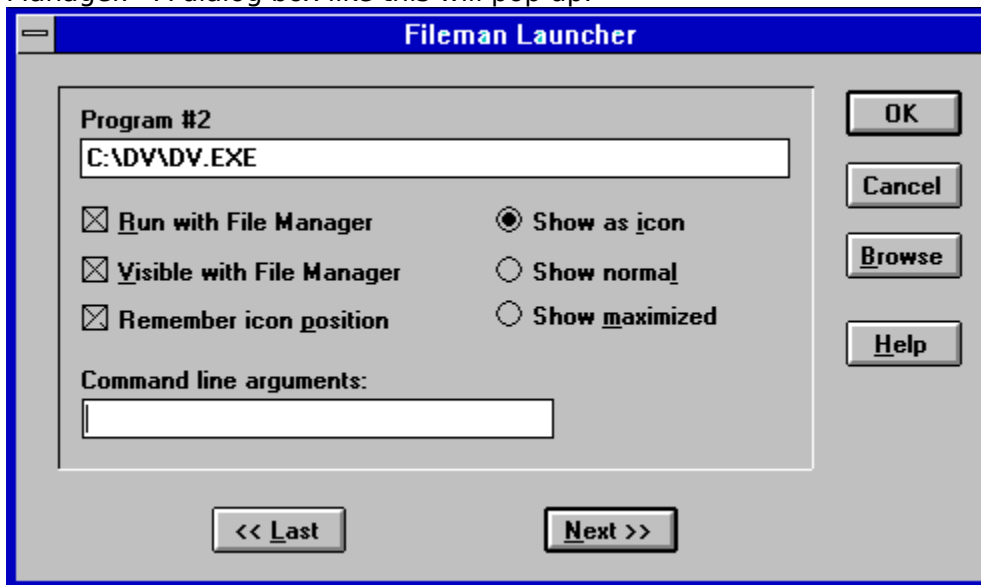 Manager. A dialog box like this will pop up.
Fileman Launcher
Program #2
C:\DV\DV.EXE
Run with File Manager
Visible with File Manager
Remember icon position
Show as icon
Show normal
Show maximized
Command line arguments:
OK
Cancel
Browse
Help
<< Last
Next >>